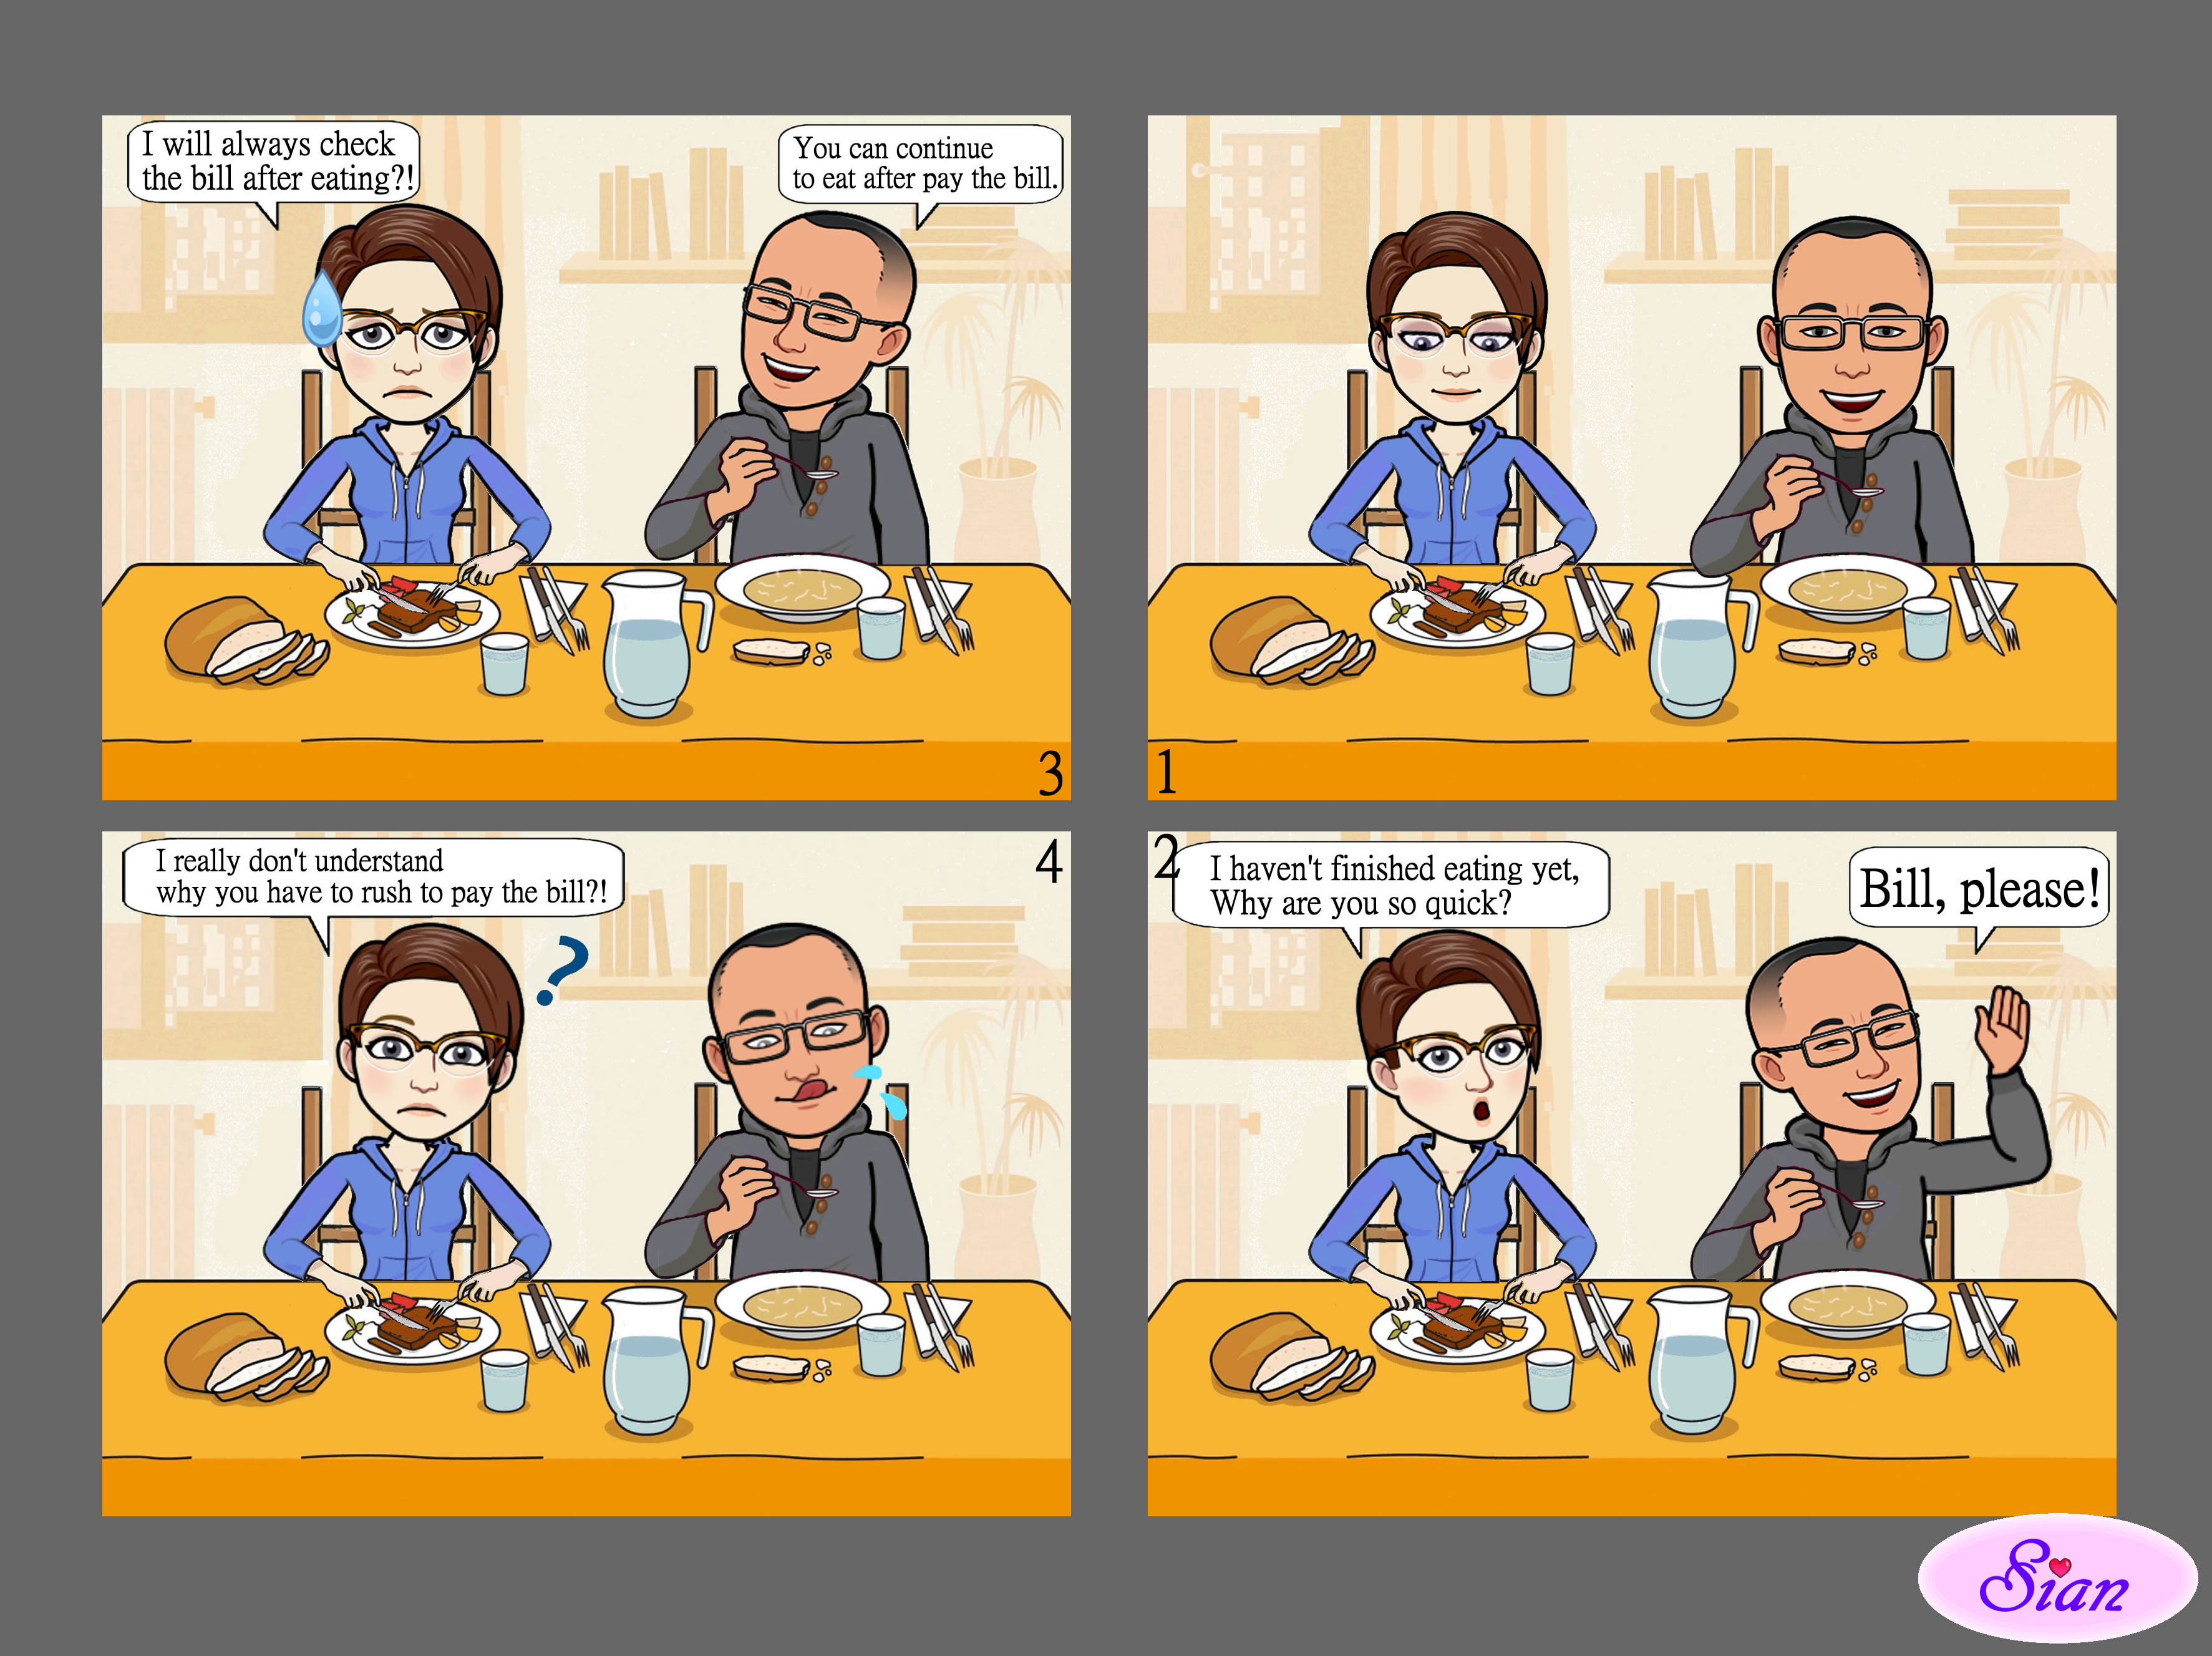 1
2
I haven't finished eating yet,
Why are you so quick?
Bill, please!
I will always check
the bill after eating?!
You can continue
to eat after pay the bill.
3
4
I really don't understand
why you have to rush to pay the bill?!
?
Sian